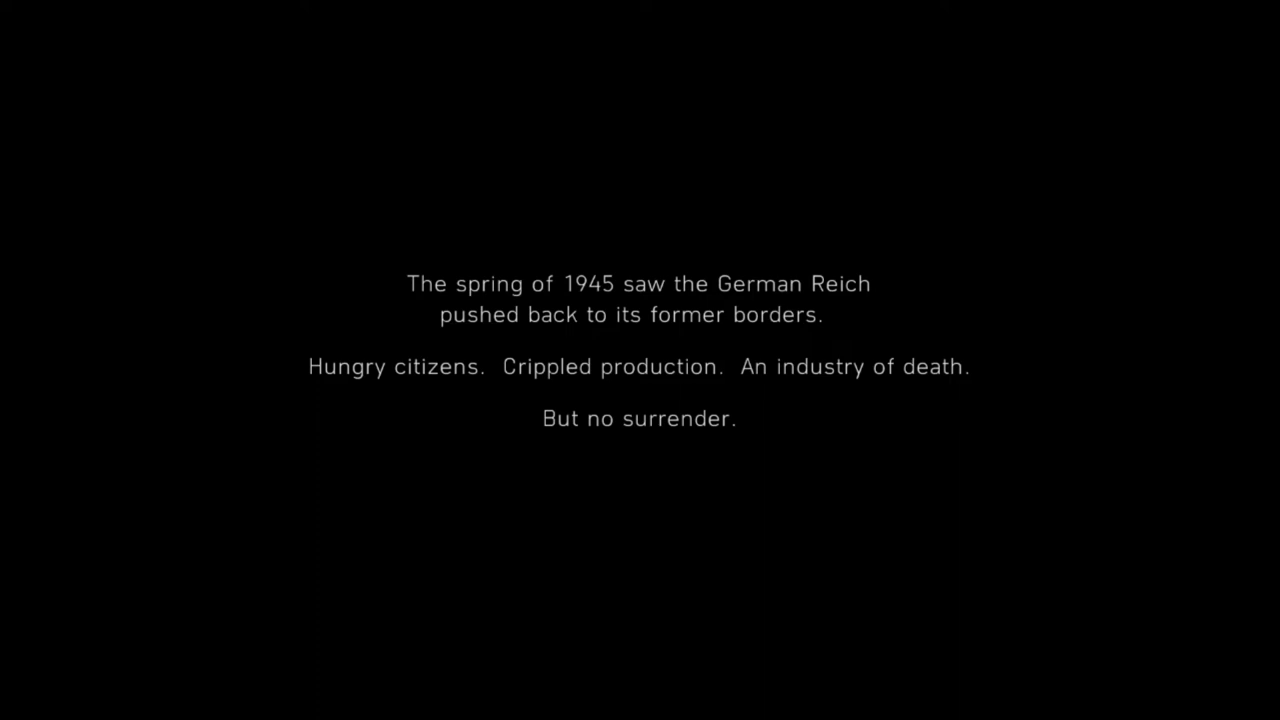 The spring of 1945 saw the German Reich
pushed back to its former borders.
Hungry citizens. Crippled production. An industry of death.
But no surrender.